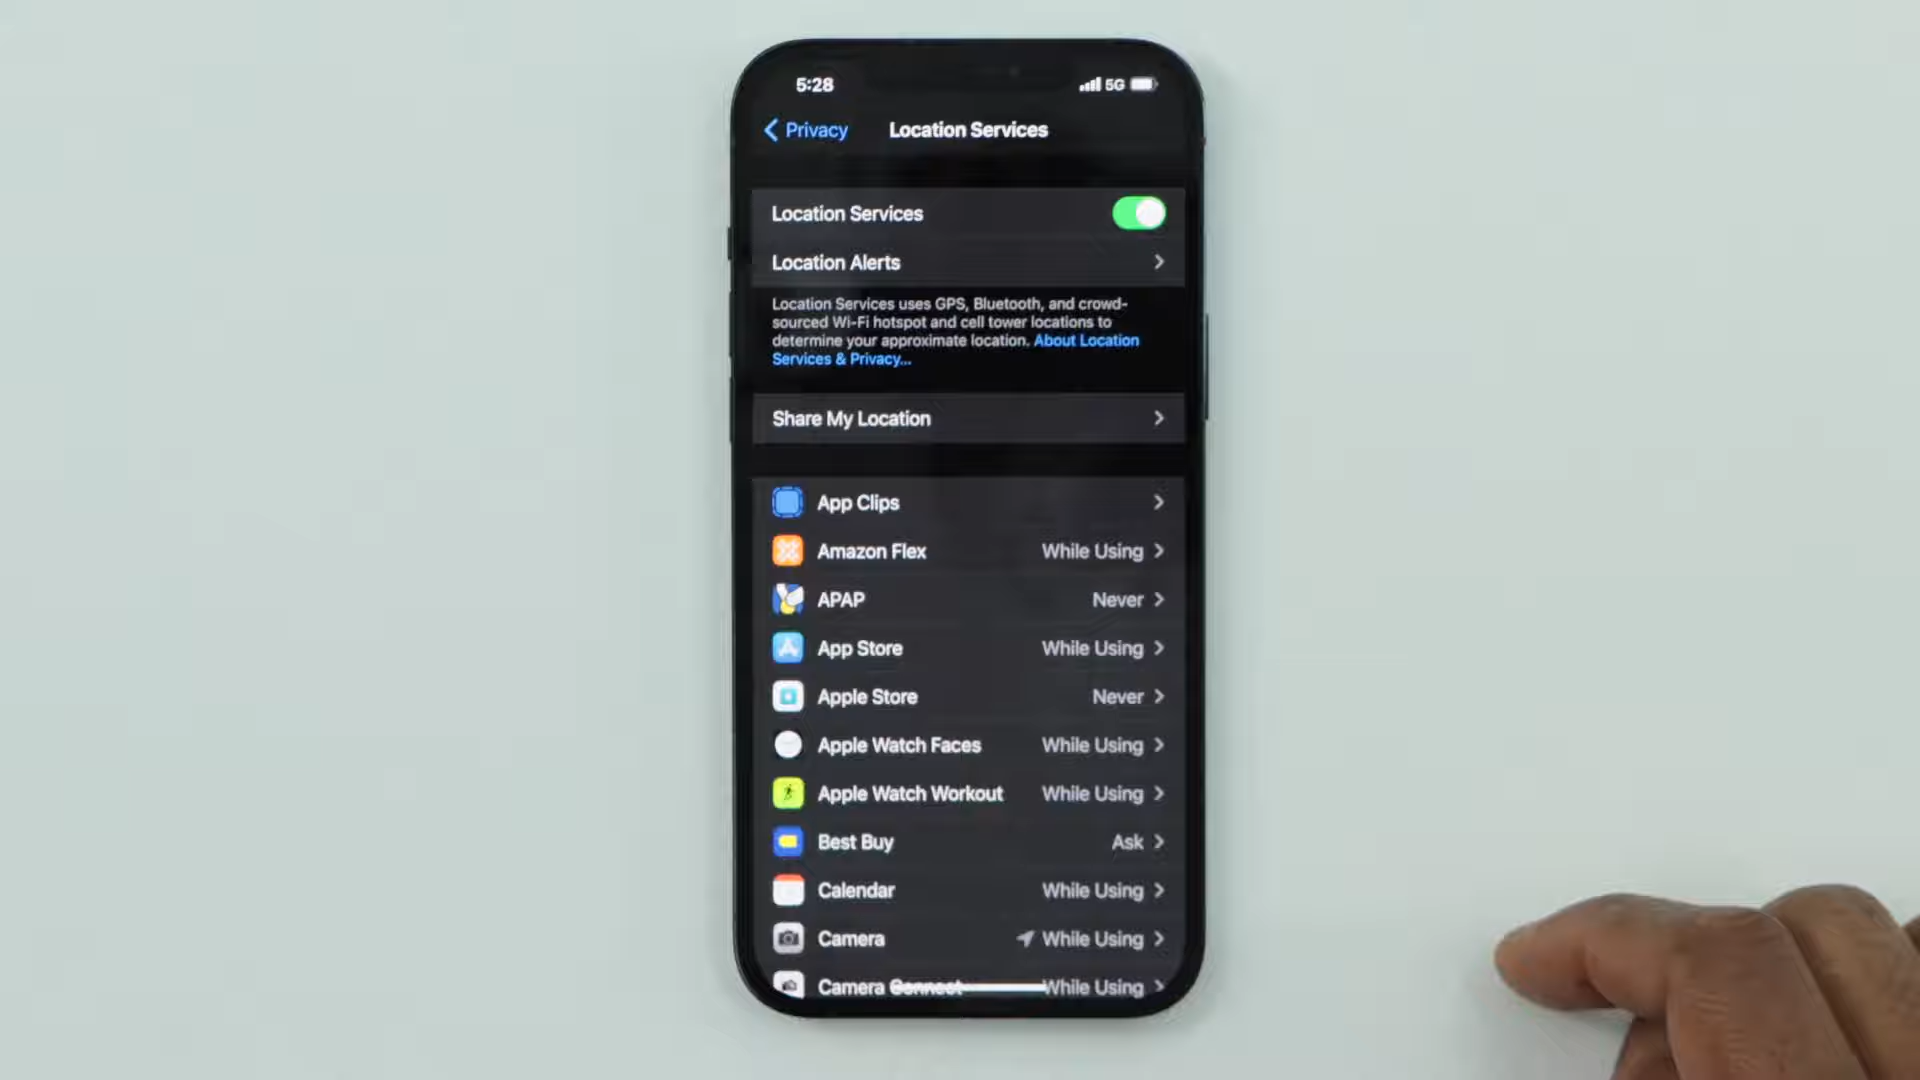 5:28
5G
Privacy
Location Services
Location Services
Location Alerts
Location Services uses GPS, Bluetooth, and crowd-
sourced Wi-Fi hotspot and cell tower locations to
determine your approximate location. About Location
Services & Privacy...
Share My Location
App Clips
Amazon Flex While Using
APAP Never
App Store While Using
Apple Store Never
Apple Watch Faces While Using
Apple Watch Workout While Using
Best Buy Ask
Calendar While Using
Camera While Using
Camera Connect While Using